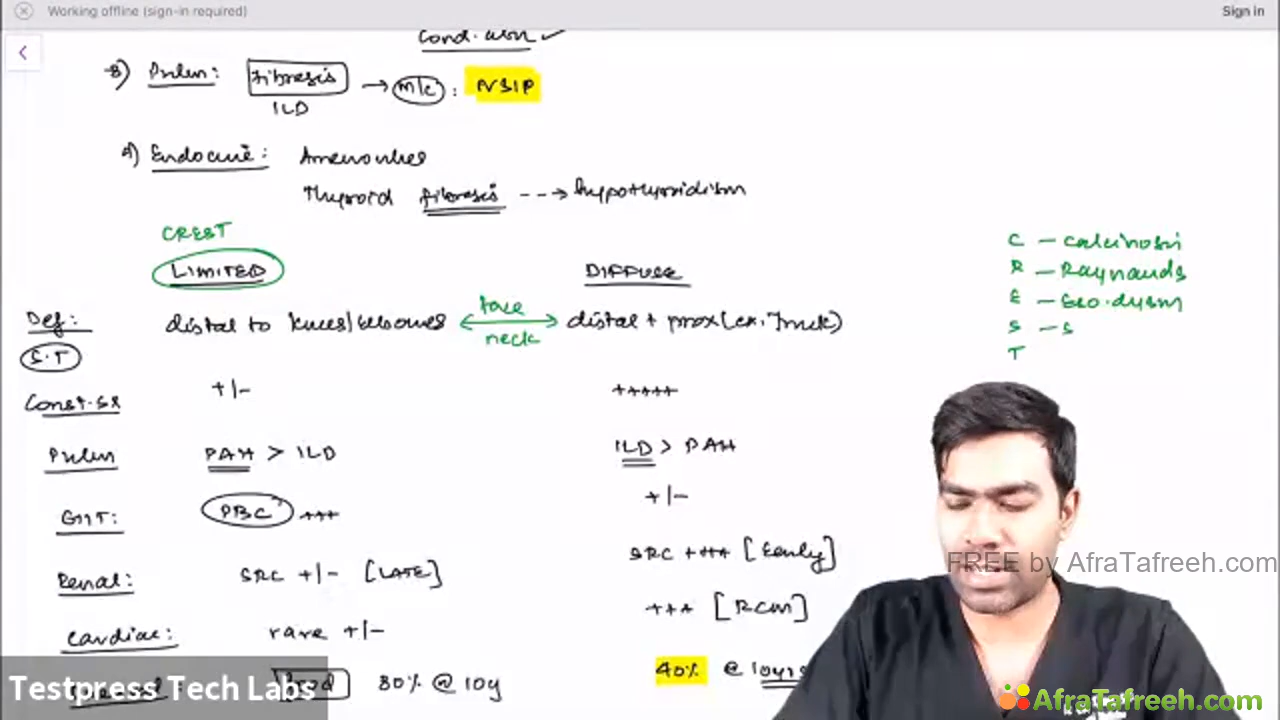 Working offline (sign-in required)
Sign in
3) Pulm: fibrosis → m/c : NSIP
ILD
4) Endocrine:
Thyroid fibrosis --→ hypothyroidism
CREST
LIMITED DIFFUSE
Def: distal to knees/elbows face neck distal + prox (ex. Trunk)
S.T
Const. sx +/- +++++
Pulm PAH > ILD ILD > PAH
GIT: PBC +++ +/-
Renal: SRC +/- [LATE] SRC +++ [Early]
Cardiac: rare +/- +++ [RCM]
80% @ 10y 40% @ 10yrs
C - calcinosis
R - Raynauds
E - Eso. dysm
S - S
T
FREE by AfraTafreeh.com
Testpress Tech Labs
AfraTafreeh.com